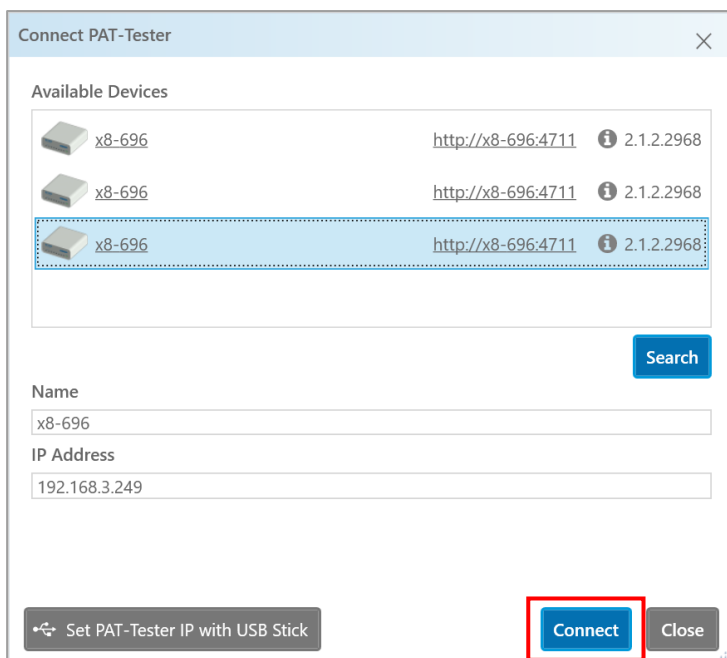 Connect PAT-Tester
Available Devices
x8-696 http://x8-696:4711 2.1.2.2968
x8-696 http://x8-696:4711 2.1.2.2968
x8-696 http://x8-696:4711 2.1.2.2968
Search
Name
x8-696
IP Address
192.168.3.249
Set PAT-Tester IP with USB Stick Connect Close